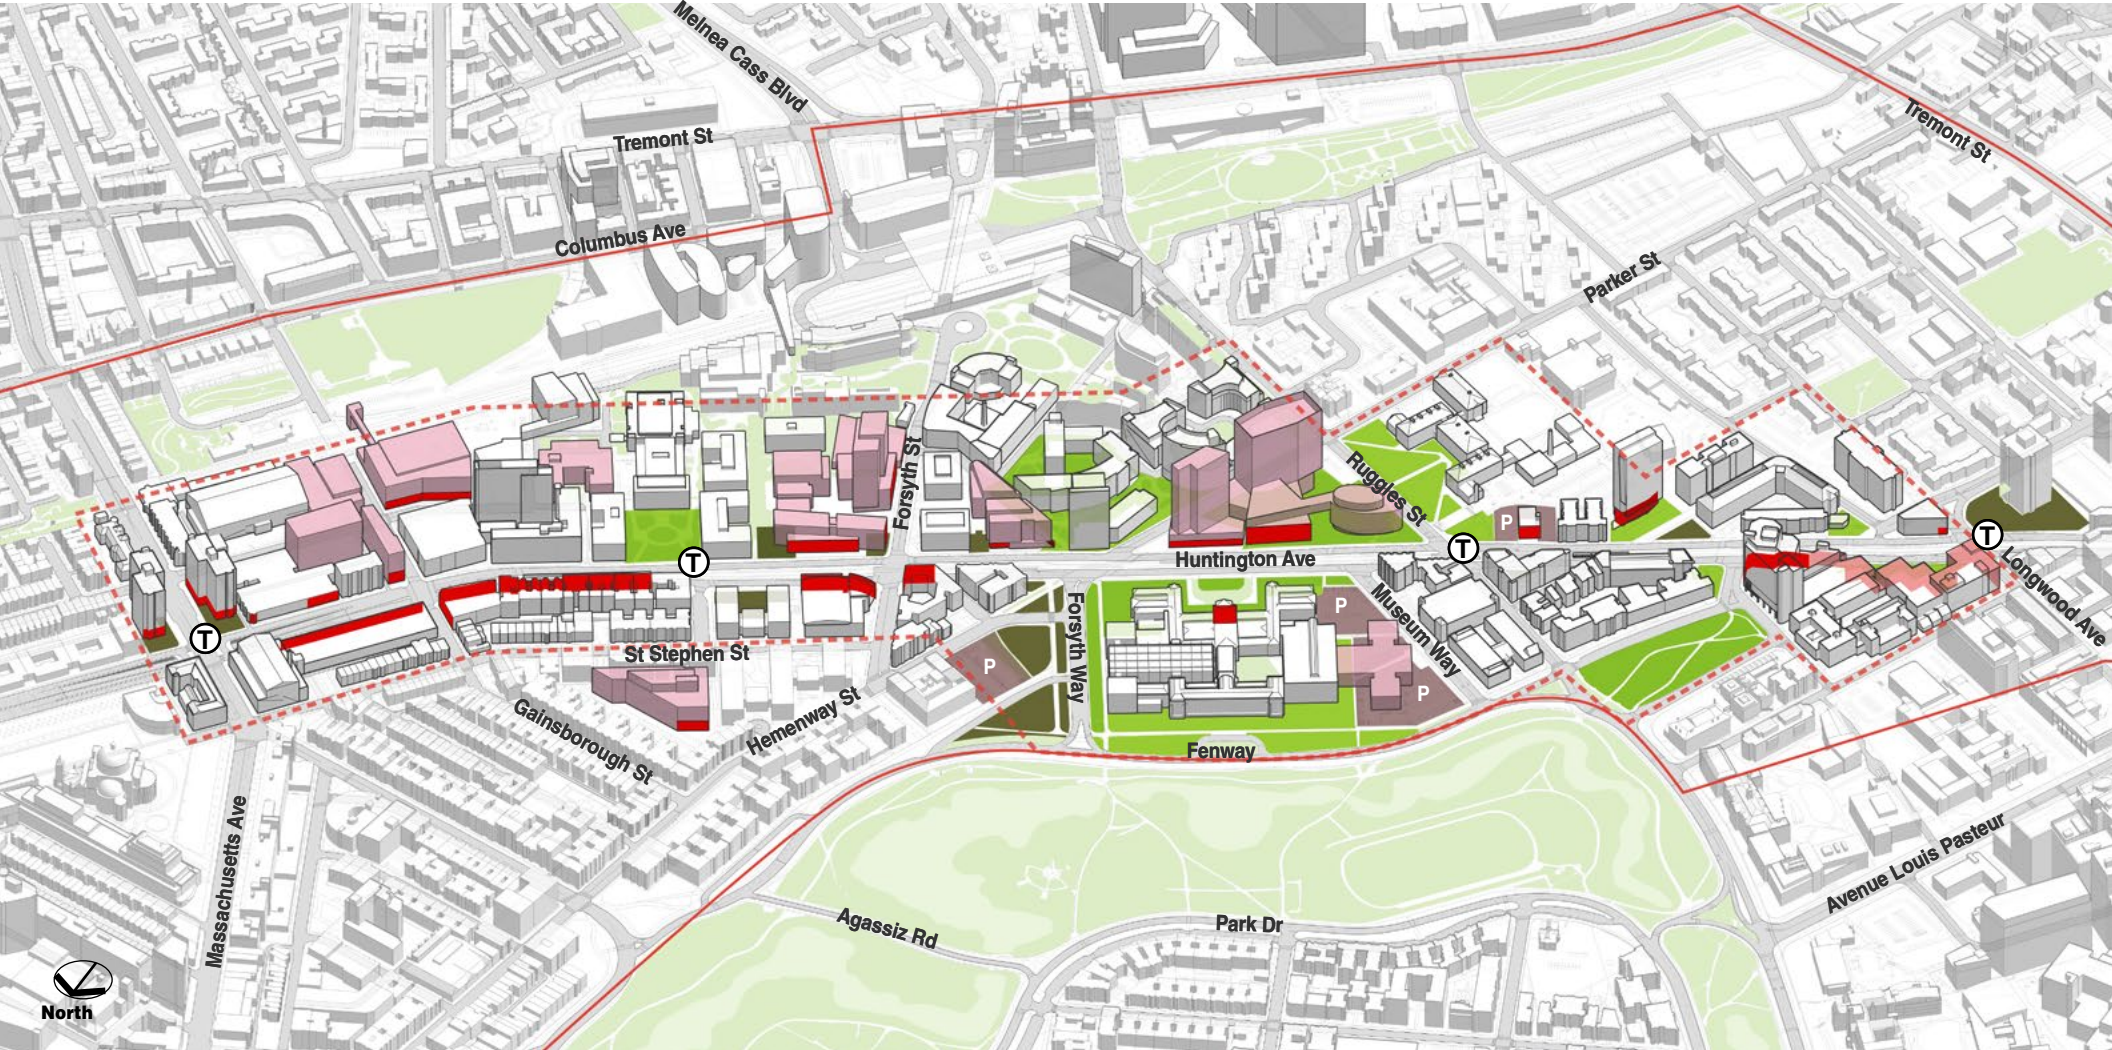 Melnea Cass Blvd
Tremont St
Tremont St
Columbus Ave
Parker St
Forsyth St
Ruggles St
P
T
T
T
Huntington Ave
Longwood Ave
P
Museum Way
Forsyth Way
T
St Stephen St
P
P
Gainsborough St
Hemenway St
Fenway
Massachusetts Ave
Avenue Louis Pasteur
Agassiz Rd
Park Dr
North